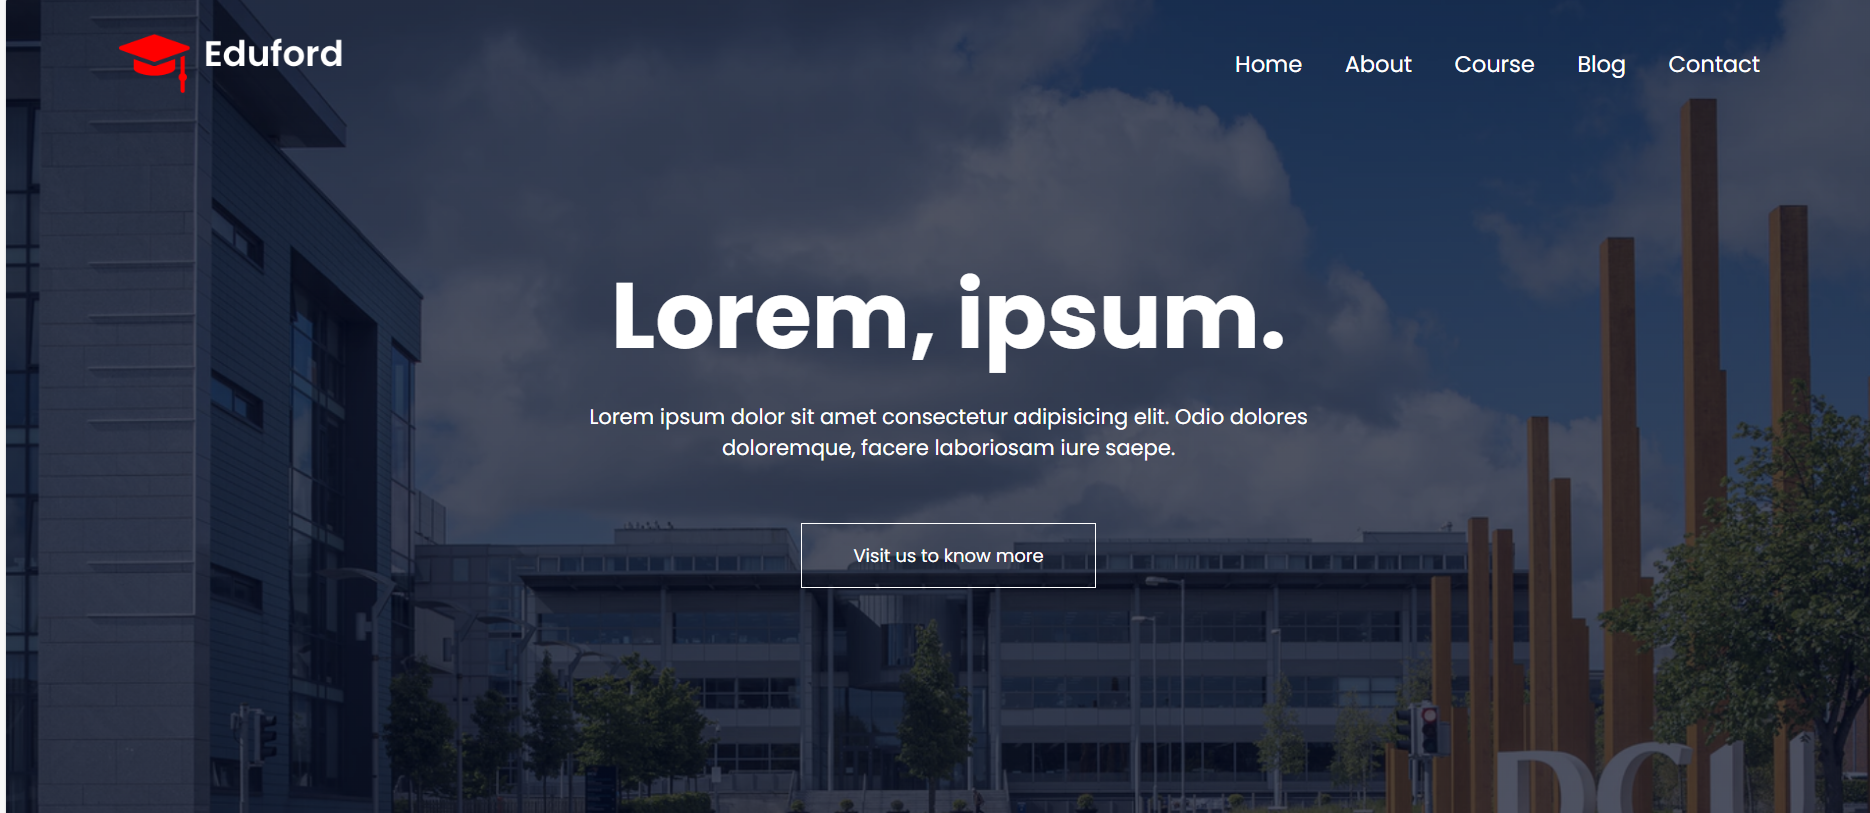 Eduford
Home About Course Blog Contact
Lorem, ipsum.
Lorem ipsum dolor sit amet consectetur adipisicing elit. Odio dolores
doloremque, facere laboriosam iure saepe.
Visit us to know more
DCU